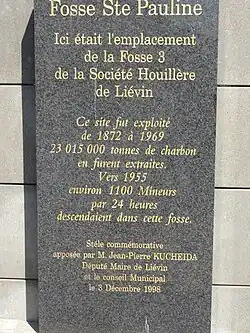 Fosse Ste Pauline
Ici était l'emplacement
de la Fosse 3
de la Société Houillère
de Liévin
Ce site fut exploité
de 1872 à 1969
23 015 000 tonnes de charbon
en furent extraites.
Vers 1955
environ 1100 Mineurs
par 24 heures
descendaient dans cette fosse.
Stèle commémorative
apposée par M. Jean-Pierre KUCHEIDA
Député Maire de Liévin
et le conseil Municipal
le 3 Décembre 1998